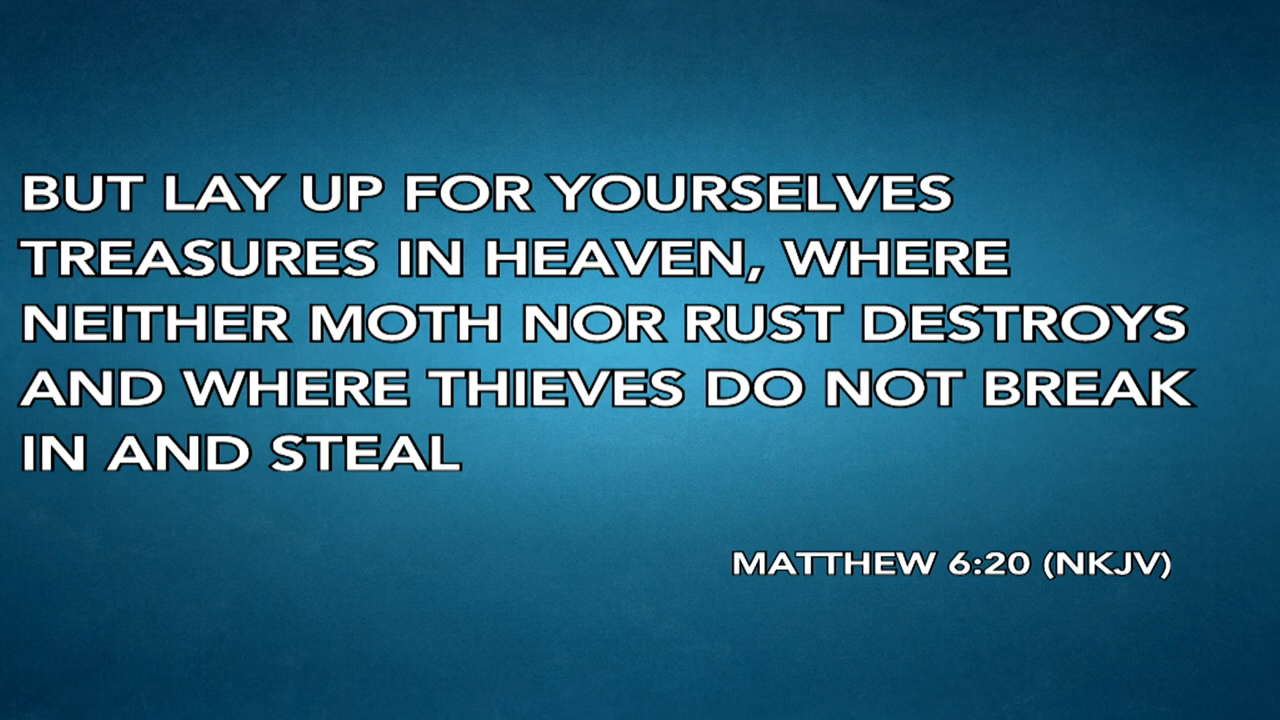 BUT LAY UP FOR YOURSELVES
TREASURES IN HEAVEN, WHERE
NEITHER MOTH NOR RUST DESTROYS
AND WHERE THIEVES DO NOT BREAK
IN AND STEAL
MATTHEW 6:20 (NKJV)